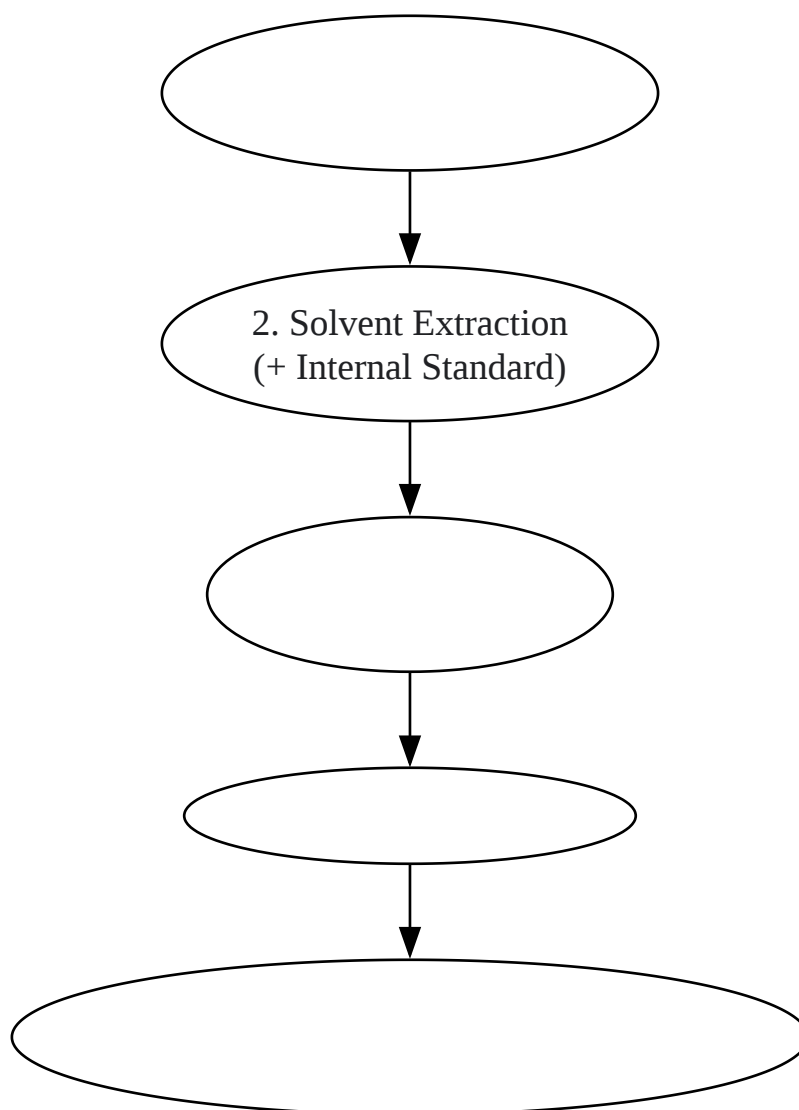 2. Solvent Extraction
(+ Internal Standard)